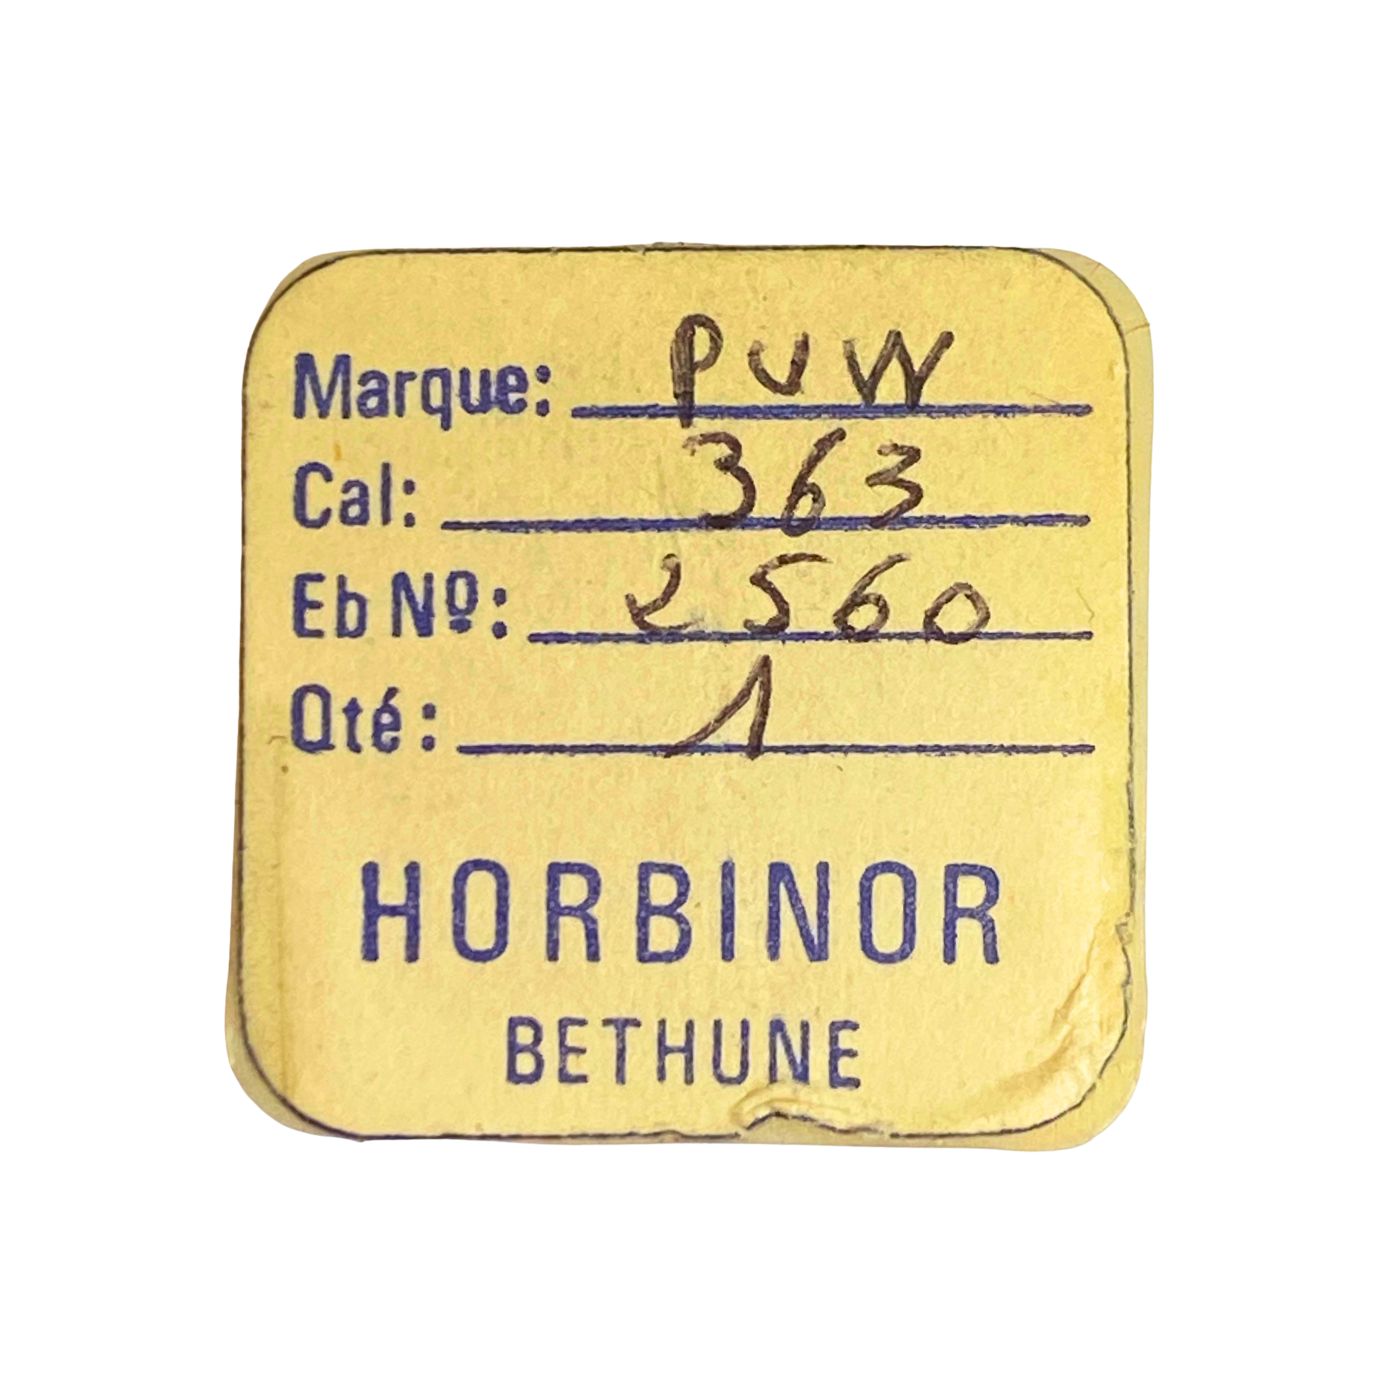 Marque: PUW
Cal: 363
Eb Nº: 2560
Qté: 1
HORBINOR
BETHUNE